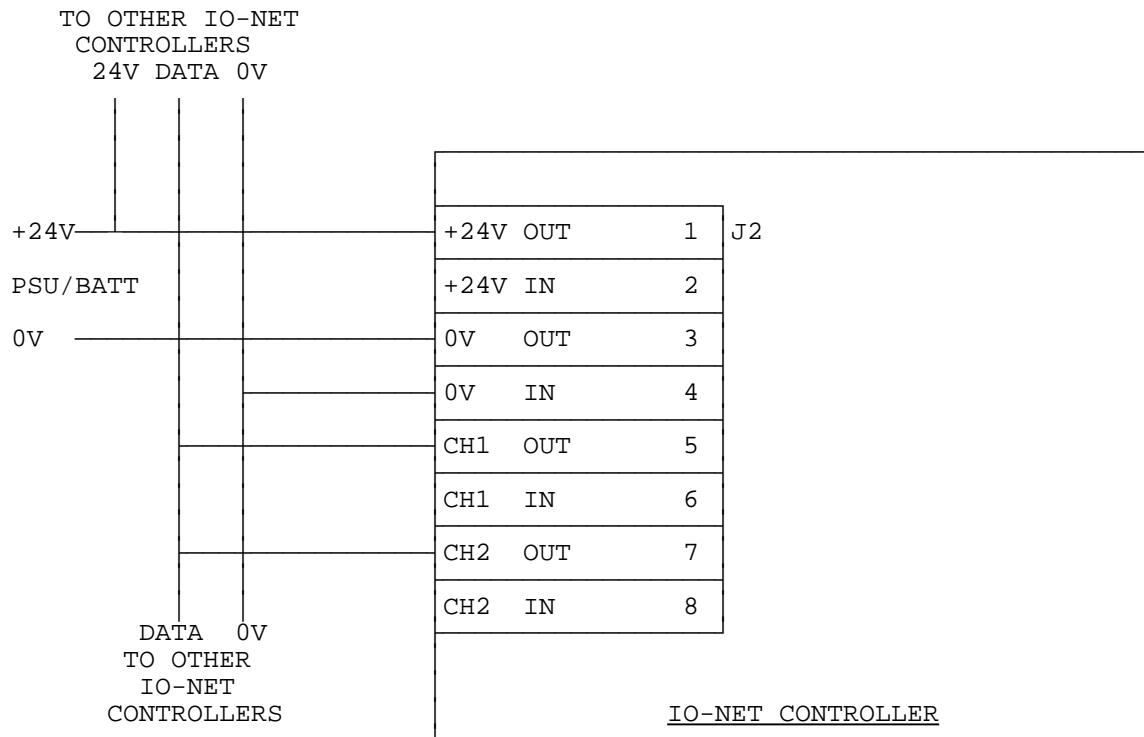 TO OTHER IO-NET
CONTROLLERS
24V DATA 0V
+24V
+24V OUT 1 J2
PSU/BATT
+24V IN 2
0V
0V OUT 3
0V IN 4
CH1 OUT 5
CH1 IN 6
CH2 OUT 7
CH2 IN 8
DATA 0V
TO OTHER
IO-NET
CONTROLLERS
IO-NET CONTROLLER